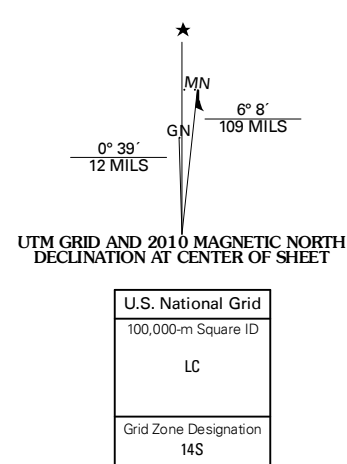 ★
MN
GN
6° 8´
109 MILS
0° 39´
12 MILS
UTM GRID AND 2010 MAGNETIC NORTH
DECLINATION AT CENTER OF SHEET
U.S. National Grid
100,000-m Square ID
LC
Grid Zone Designation
14S